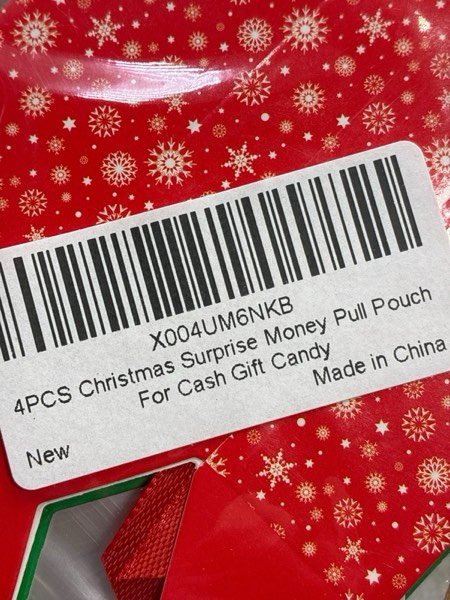 X004UM6NKB
4PCS Christmas Surprise Money Pull Pouch
For Cash Gift Candy
Made in China
New